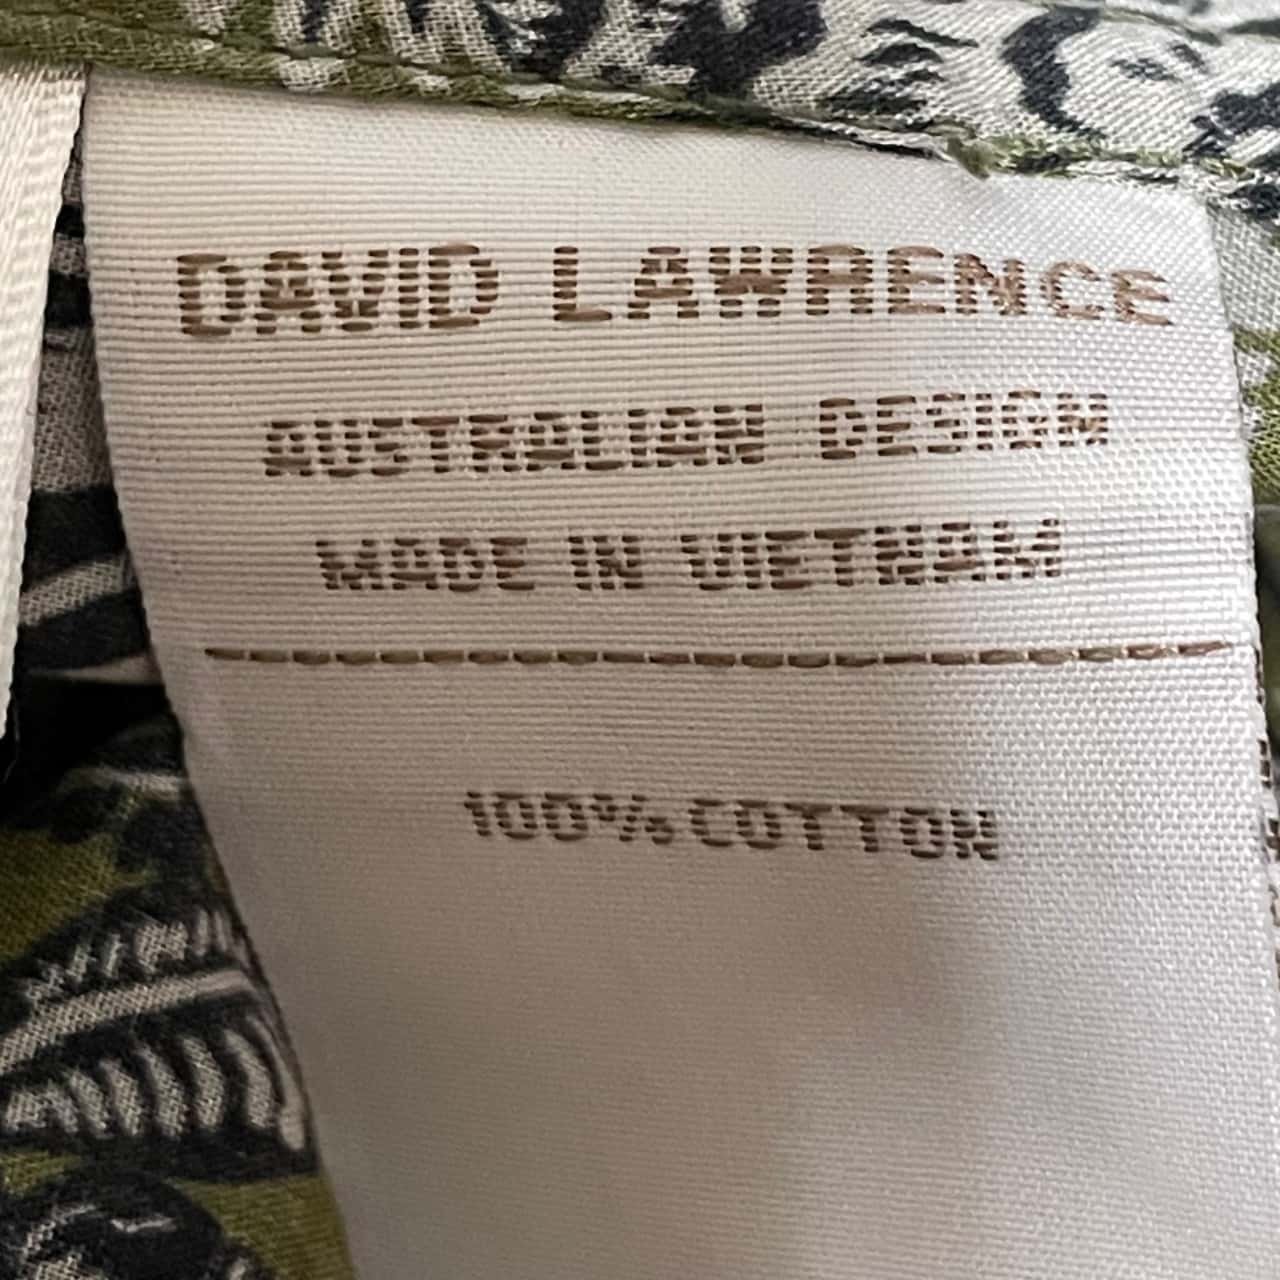 DAVID LAWRENCE
AUSTRALIAN DESIGN
MADE IN VIETNAM
100% COTTON